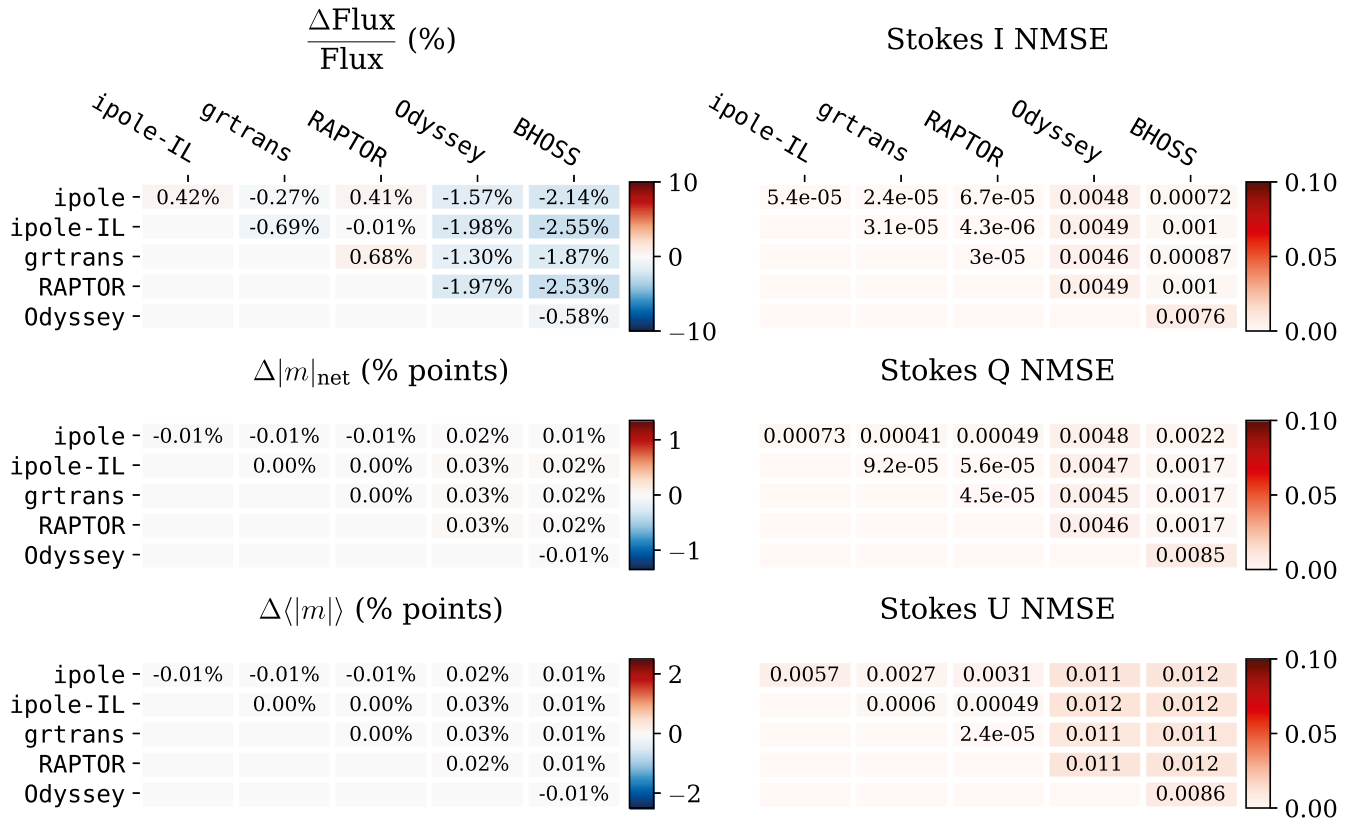 ΔFlux
Flux
(%)
ipole-IL grtrans RAPTOR Odyssey BHOSS
ipole 0.42% -0.27% 0.41% -1.57% -2.14% 10
ipole-IL -0.69% -0.01% -1.98% -2.55%
grtrans 0.68% -1.30% -1.87% 0
RAPTOR -1.97% -2.53%
Odyssey -0.58% −10
Stokes I NMSE
ipole-IL grtrans RAPTOR Odyssey BHOSS
5.4e-05 2.4e-05 6.7e-05 0.0048 0.00072 0.10
3.1e-05 4.3e-06 0.0049 0.001
3e-05 0.0046 0.00087 0.05
0.0049 0.001
0.0076 0.00
Δ|m|net (% points)
ipole -0.01% -0.01% -0.01% 0.02% 0.01% 1
ipole-IL 0.00% 0.00% 0.03% 0.02%
grtrans 0.00% 0.03% 0.02% 0
RAPTOR 0.03% 0.02%
Odyssey -0.01% −1
Stokes Q NMSE
0.00073 0.00041 0.00049 0.0048 0.0022 0.10
9.2e-05 5.6e-05 0.0047 0.0017
4.5e-05 0.0045 0.0017 0.05
0.0046 0.0017
0.0085 0.00
Δ⟨|m|⟩ (% points)
ipole -0.01% -0.01% -0.01% 0.02% 0.01% 2
ipole-IL 0.00% 0.00% 0.03% 0.01%
grtrans 0.00% 0.03% 0.01% 0
RAPTOR 0.02% 0.01%
Odyssey -0.01% −2
Stokes U NMSE
0.0057 0.0027 0.0031 0.011 0.012 0.10
0.0006 0.00049 0.012 0.012
2.4e-05 0.011 0.011 0.05
0.011 0.012
0.0086 0.00